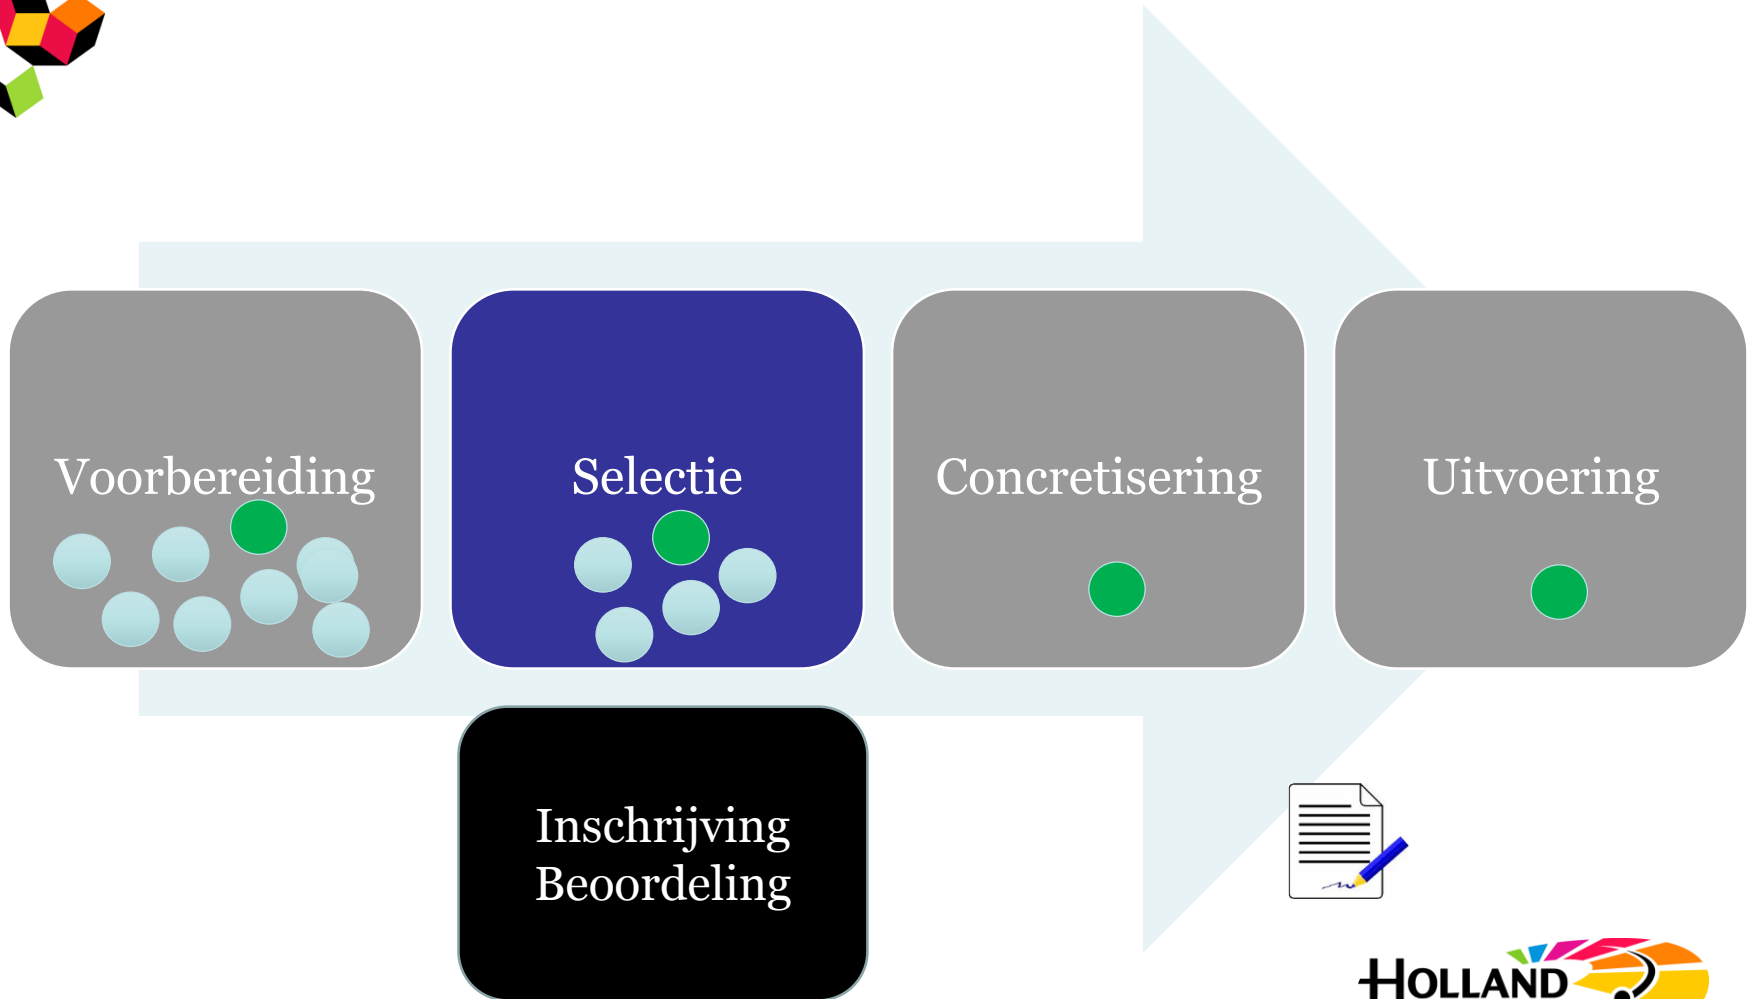 Voorbereiding
Selectie
Concretisering
Uitvoering
Inschrijving
Beoordeling
HOLLAND